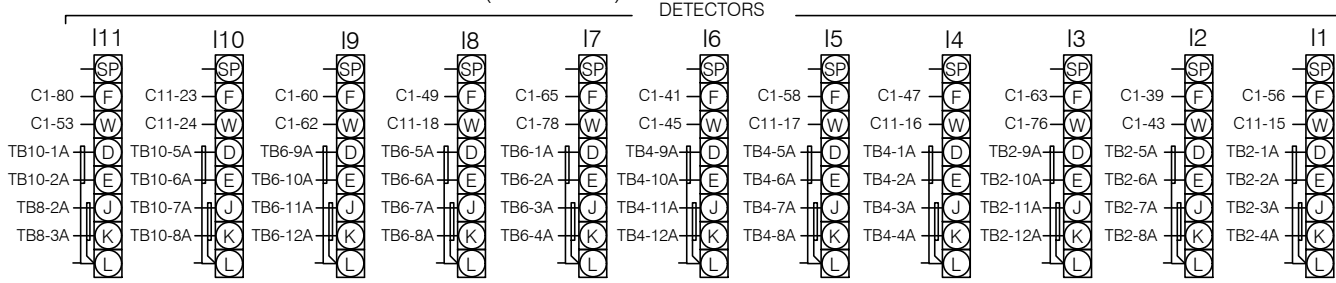 DETECTORS
I11 I10 I9 I8 I7 I6 I5 I4 I3 I2 I1
SP SP SP SP SP SP SP SP SP SP SP
C1-80 F C11-23 F C1-60 F C1-49 F C1-65 F C1-41 F C1-58 F C1-47 F C1-63 F C1-39 F C1-56 F
C1-53 W C11-24 W C1-62 W C11-18 W C1-78 W C1-45 W C11-17 W C11-16 W C1-76 W C1-43 W C11-15 W
TB10-1A D TB10-5A D TB6-9A D TB6-5A D TB6-1A D TB4-9A D TB4-5A D TB4-1A D TB2-9A D TB2-5A D TB2-1A D
TB10-2A E TB10-6A E TB6-10A E TB6-6A E TB6-2A E TB4-10A E TB4-6A E TB4-2A E TB2-10A E TB2-6A E TB2-2A E
TB8-2A J TB10-7A J TB6-11A J TB6-7A J TB6-3A J TB4-11A J TB4-7A J TB4-3A J TB2-11A J TB2-7A J TB2-3A J
TB8-3A K TB10-8A K TB6-12A K TB6-8A K TB6-4A K TB4-12A K TB4-8A K TB4-4A K TB2-12A K TB2-8A K TB2-4A K
L L L L L L L L L L L